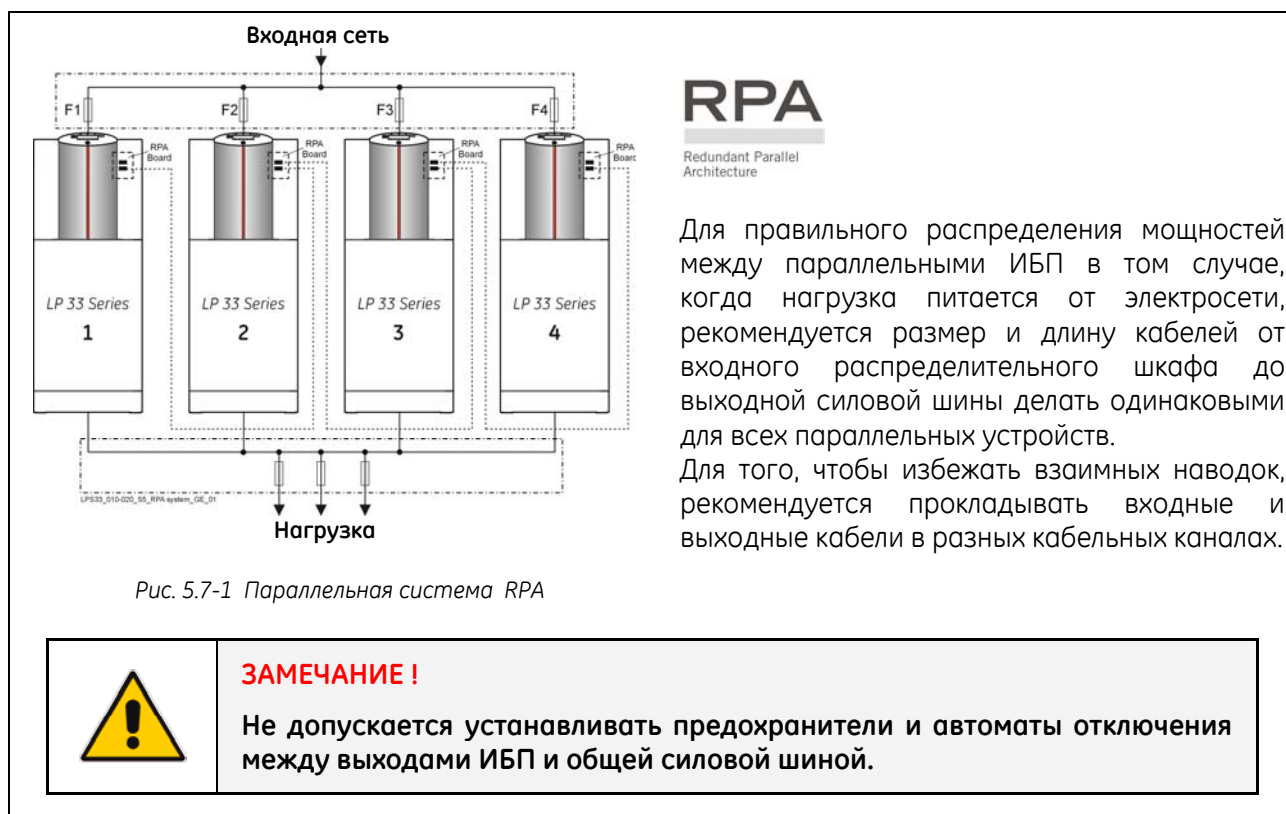 Входная сеть
F1
F2
F3
F4
RPA
Board
RPA
Board
RPA
Board
RPA
Board
LP 33 Series
1
LP 33 Series
2
LP 33 Series
3
LP 33 Series
4
LPS33_010-020_S5_RPA system_GE_01
Нагрузка
Рис. 5.7-1 Параллельная система RPA
RPA
Redundant Parallel
Architecture
Для правильного распределения мощностей
между параллельными ИБП в том случае,
когда нагрузка питается от электросети,
рекомендуется размер и длину кабелей от
входного распределительного шкафа до
выходной силовой шины делать одинаковыми
для всех параллельных устройств.
Для того, чтобы избежать взаимных наводок,
рекомендуется прокладывать входные и
выходные кабели в разных кабельных каналах.
ЗАМЕЧАНИЕ !
Не допускается устанавливать предохранители и автоматы отключения
между выходами ИБП и общей силовой шиной.